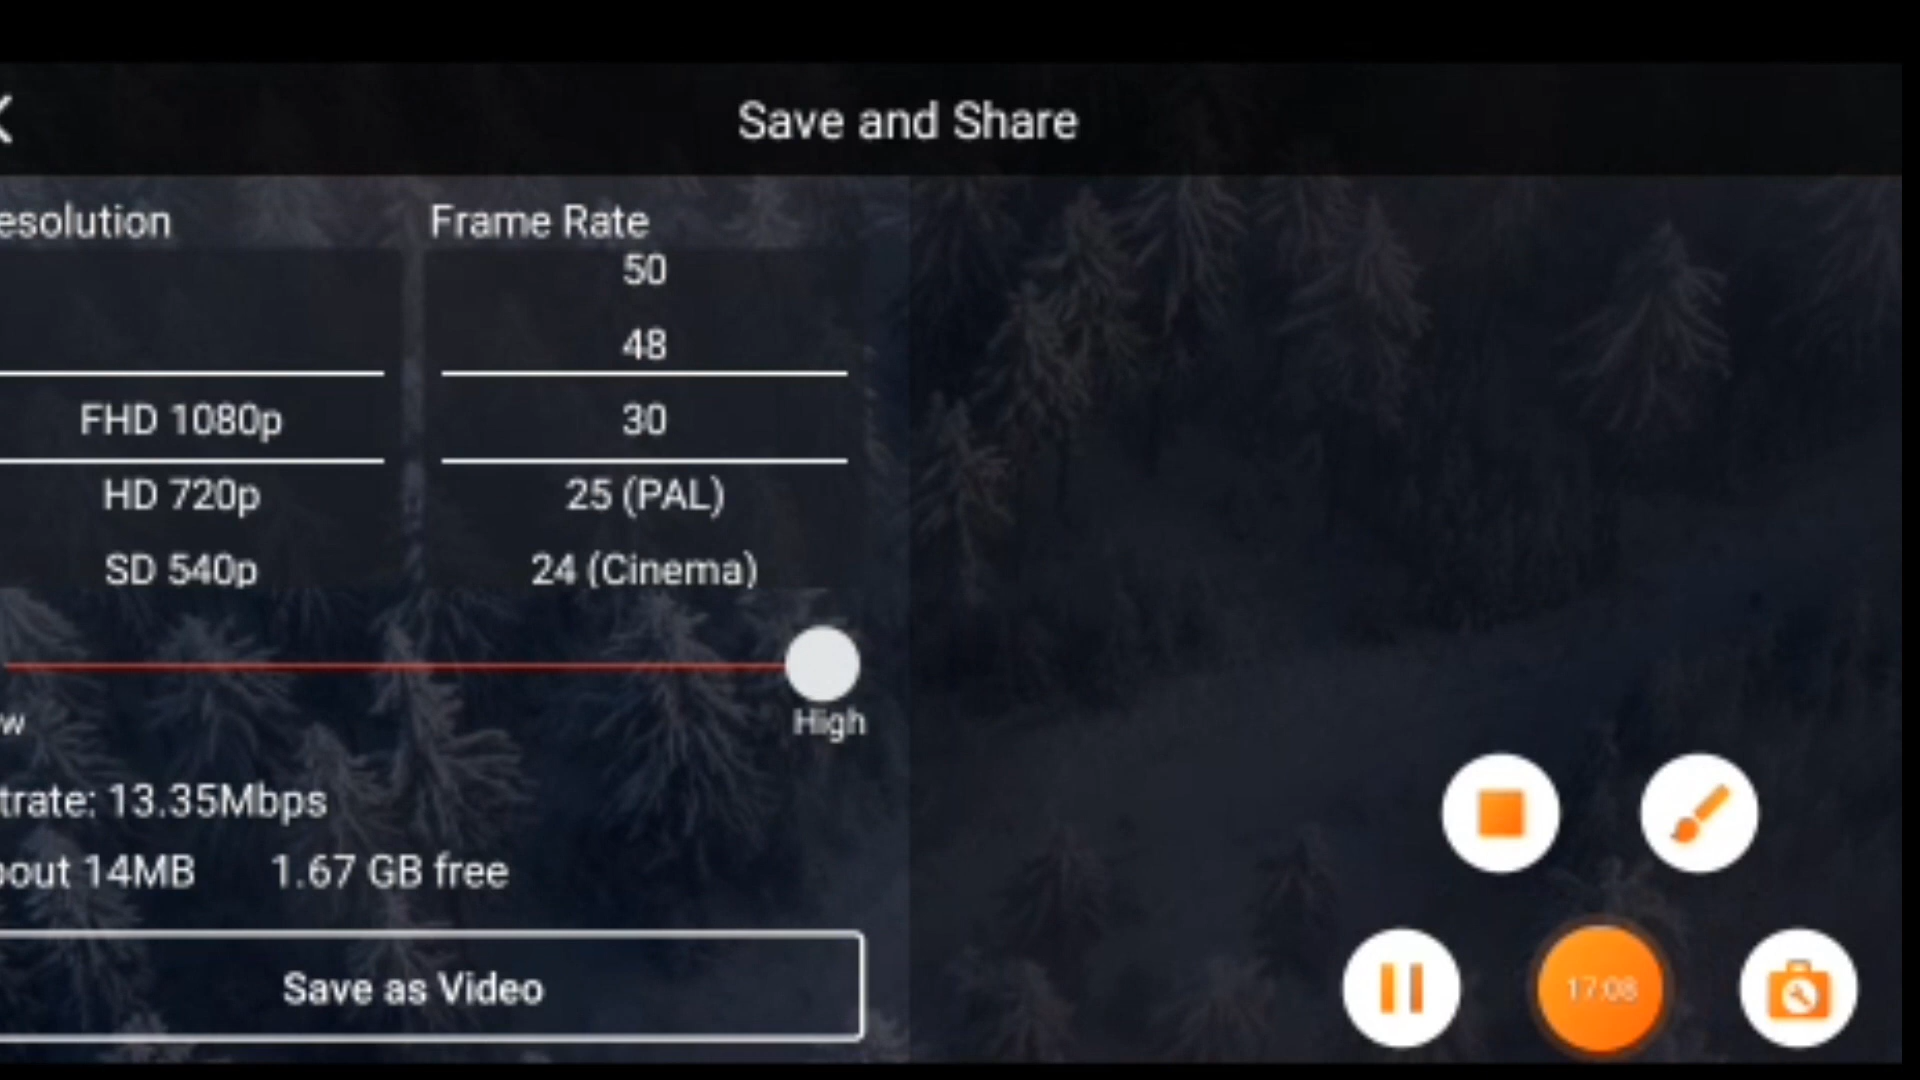 Save and Share
esolution
Frame Rate
50
48
FHD 1080p
30
HD 720p
25 (PAL)
SD 540p
24 (Cinema)
w
High
trate: 13.35Mbps
bout 14MB 1.67 GB free
Save as Video
17:08